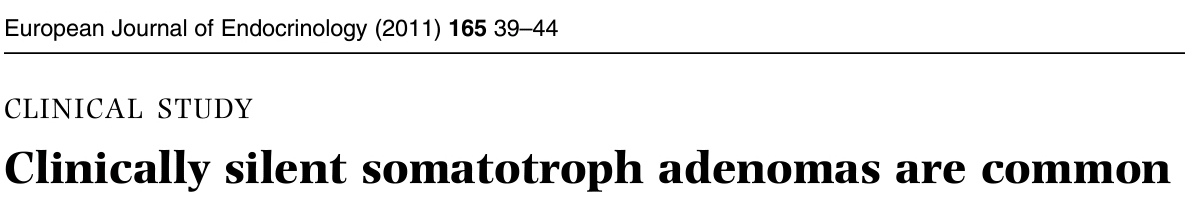 European Journal of Endocrinology (2011) 165 39–44
CLINICAL STUDY
Clinically silent somatotroph adenomas are common